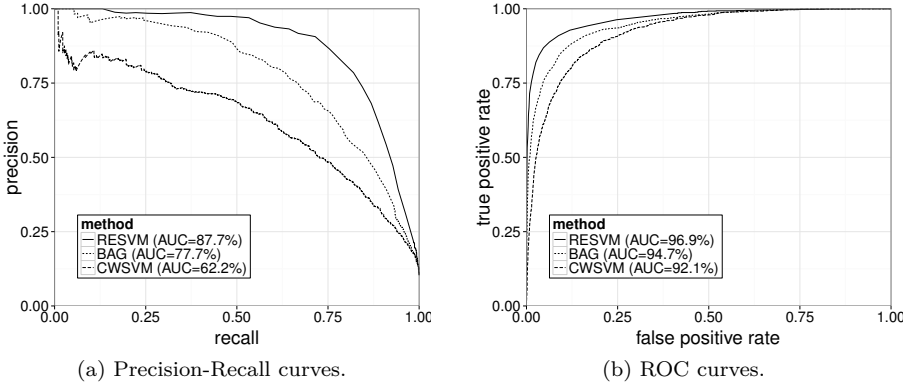 1.00
0.75
0.50
0.25
0.00
precision
method
RESVM (AUC=87.7%)
BAG (AUC=77.7%)
CWSVM (AUC=62.2%)
0.00 0.25 0.50 0.75 1.00
recall
(a) Precision-Recall curves.
1.00
0.75
0.50
0.25
0.00
true positive rate
method
RESVM (AUC=96.9%)
BAG (AUC=94.7%)
CWSVM (AUC=92.1%)
0.00 0.25 0.50 0.75 1.00
false positive rate
(b) ROC curves.